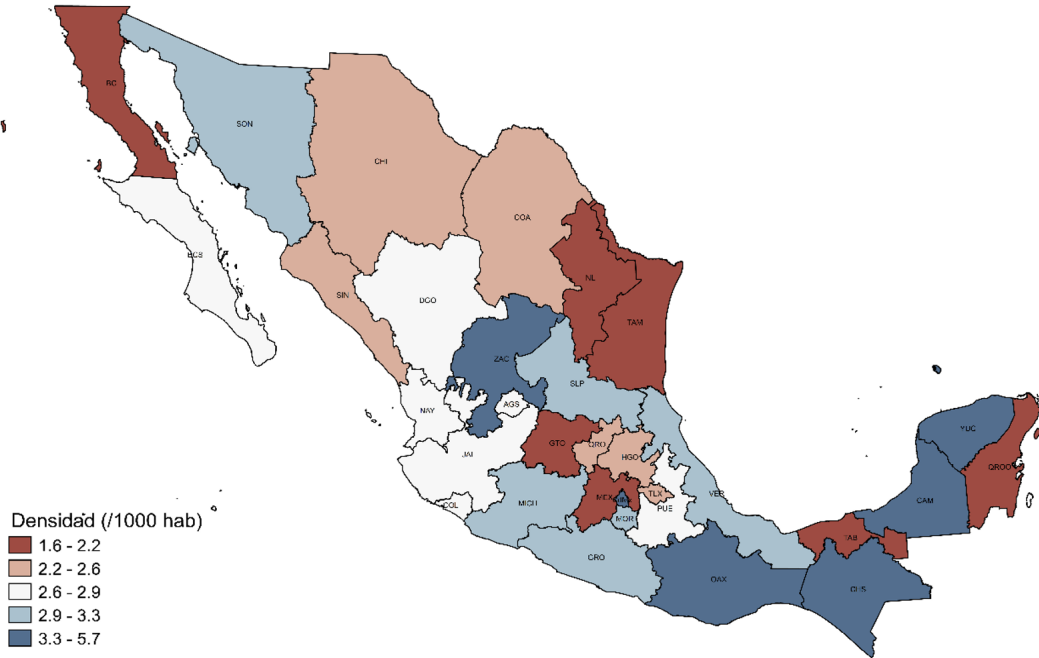 BC
SON
CHI
COA
BCS
SIN
DGO
NL
TAM
ZAC
SLP
NAY
AGS
JAL
GTO
QRO
HGO
COL
MICH
MEX
TLX
MOR
PUE
VER
GRO
OAX
TAB
CHS
CAM
YUC
QROO
Densidad (/1000 hab)
1.6 - 2.2
2.2 - 2.6
2.6 - 2.9
2.9 - 3.3
3.3 - 5.7